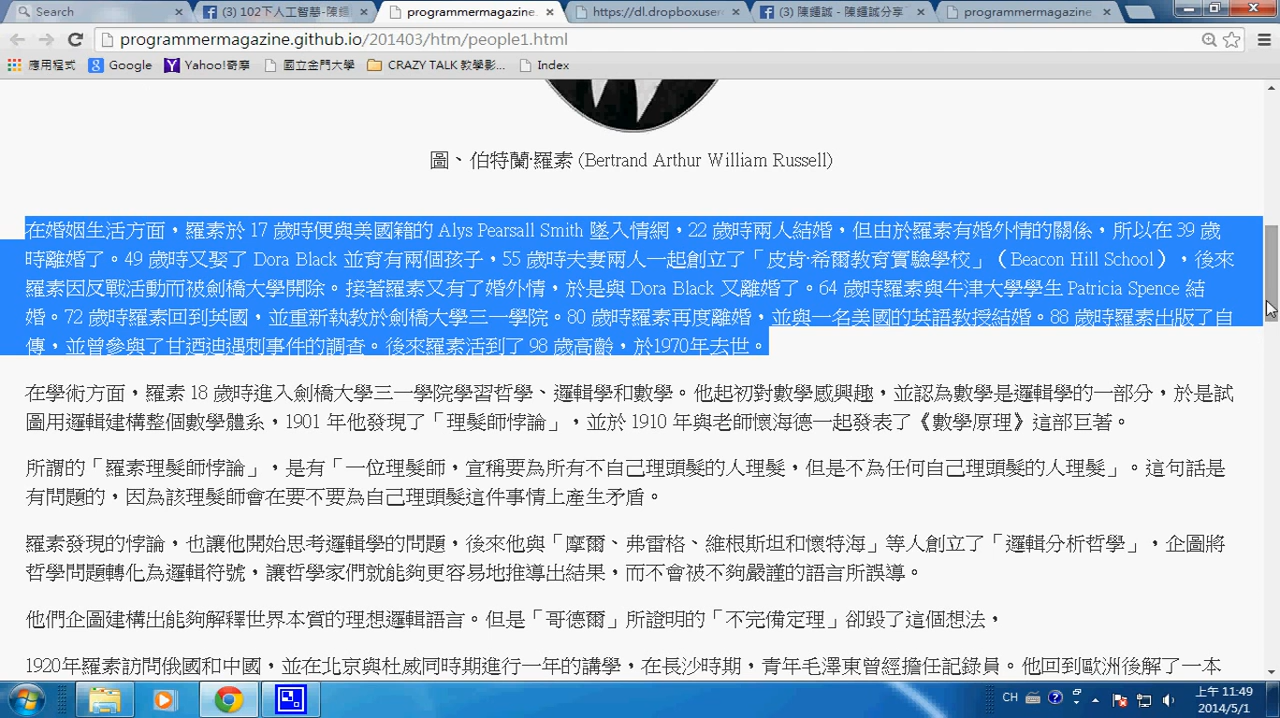 Search
(3) 102下人工智慧-陳鍾
programmermagazine
https://dl.dropboxuserc
(3) 陳鍾誠 - 陳鍾誠分享
programmermagazine
programmermagazine.github.io/201403/htm/people1.html
應用程式
Google
Yahoo!奇摩
國立金門大學
CRAZY TALK 教學影...
Index
圖、伯特蘭·羅素 (Bertrand Arthur William Russell)
在婚姻生活方面，羅素於 17 歲時便與美國籍的 Alys Pearsall Smith 墜入情網，22 歲時兩人結婚，但由於羅素有婚外情的關係，所以在 39 歲
時離婚了。49 歲時又娶了 Dora Black 並育有兩個孩子，55 歲時夫妻兩人一起創立了「皮肯·希爾教育實驗學校」（Beacon Hill School），後來
羅素因反戰活動而被劍橋大學開除。接著羅素又有了婚外情，於是與 Dora Black 又離婚了。64 歲時羅素與牛津大學學生 Patricia Spence 結
婚。72 歲時羅素回到英國，並重新執教於劍橋大學三一學院。80 歲時羅素再度離婚，並與一名美國的英語教授結婚。88 歲時羅素出版了自
傳，並曾參與了甘迺迪遇刺事件的調查。後來羅素活到了 98 歲高齡，於1970年去世。
在學術方面，羅素 18 歲時進入劍橋大學三一學院學習哲學、邏輯學和數學。他起初對數學感興趣，並認為數學是邏輯學的一部分，於是試
圖用邏輯建構整個數學體系，1901 年他發現了「理髮師悖論」，並於 1910 年與老師懷海德一起發表了《數學原理》這部巨著。
所謂的「羅素理髮師悖論」，是有「一位理髮師，宣稱要為所有不自己理頭髮的人理髮，但是不為任何自己理頭髮的人理髮」。這句話是
有問題的，因為該理髮師會在要不要為自己理頭髮這件事情上產生矛盾。
羅素發現的悖論，也讓他開始思考邏輯學的問題，後來他與「摩爾、弗雷格、維根斯坦和懷特海」等人創立了「邏輯分析哲學」，企圖將
哲學問題轉化為邏輯符號，讓哲學家們就能夠更容易地推導出結果，而不會被不夠嚴謹的語言所誤導。
他們企圖建構出能夠解釋世界本質的理想邏輯語言。但是「哥德爾」所證明的「不完備定理」卻毀了這個想法，
1920年羅素訪問俄國和中國，並在北京與杜威同時期進行一年的講學，在長沙時期，青年毛澤東曾經擔任記錄員。他回到歐洲後解了一本
CH
上午 11:49
2014/5/1